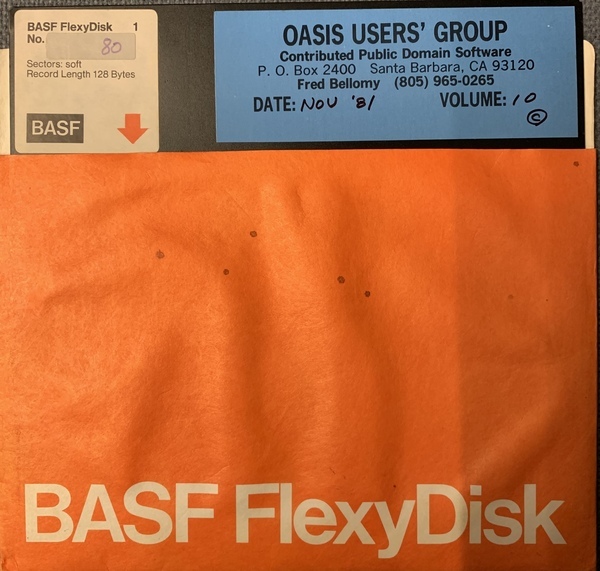 BASF FlexyDisk 1
No. 80
Sectors: soft
Record Length 128 Bytes
BASF
OASIS USERS' GROUP
Contributed Public Domain Software
P. O. Box 2400 Santa Barbara, CA 93120
Fred Bellomy (805) 965-0265
DATE: NOV '81 VOLUME: 10
©
BASF FlexyDisk